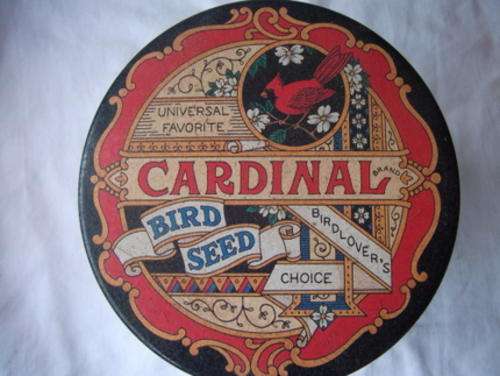 UNIVERSAL
FAVORITE
CARDINAL
BRAND
BIRD
SEED
BIRDLOVER'S
CHOICE